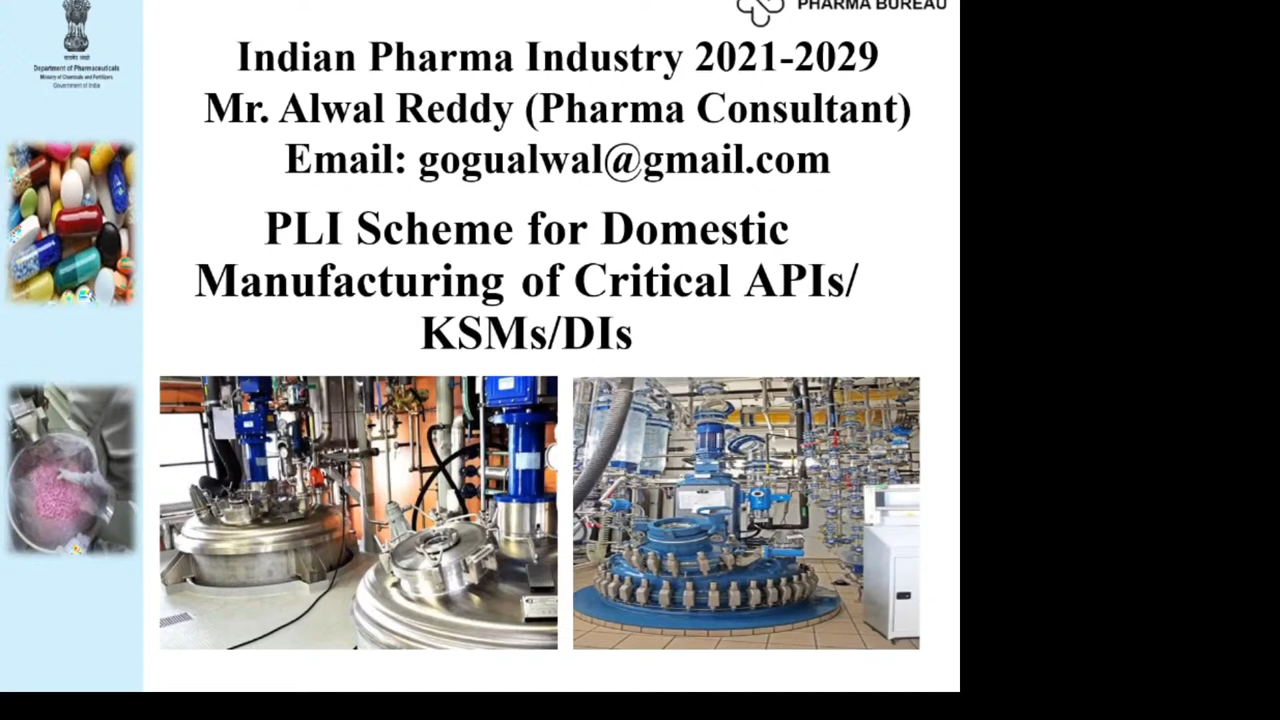 PHARMA BUREAU
Department of Pharmaceuticals
Ministry of Chemicals and Fertilizers
Government of India
Indian Pharma Industry 2021-2029
Mr. Alwal Reddy (Pharma Consultant)
Email: gogualwal@gmail.com
PLI Scheme for Domestic
Manufacturing of Critical APIs/
KSMs/DIs